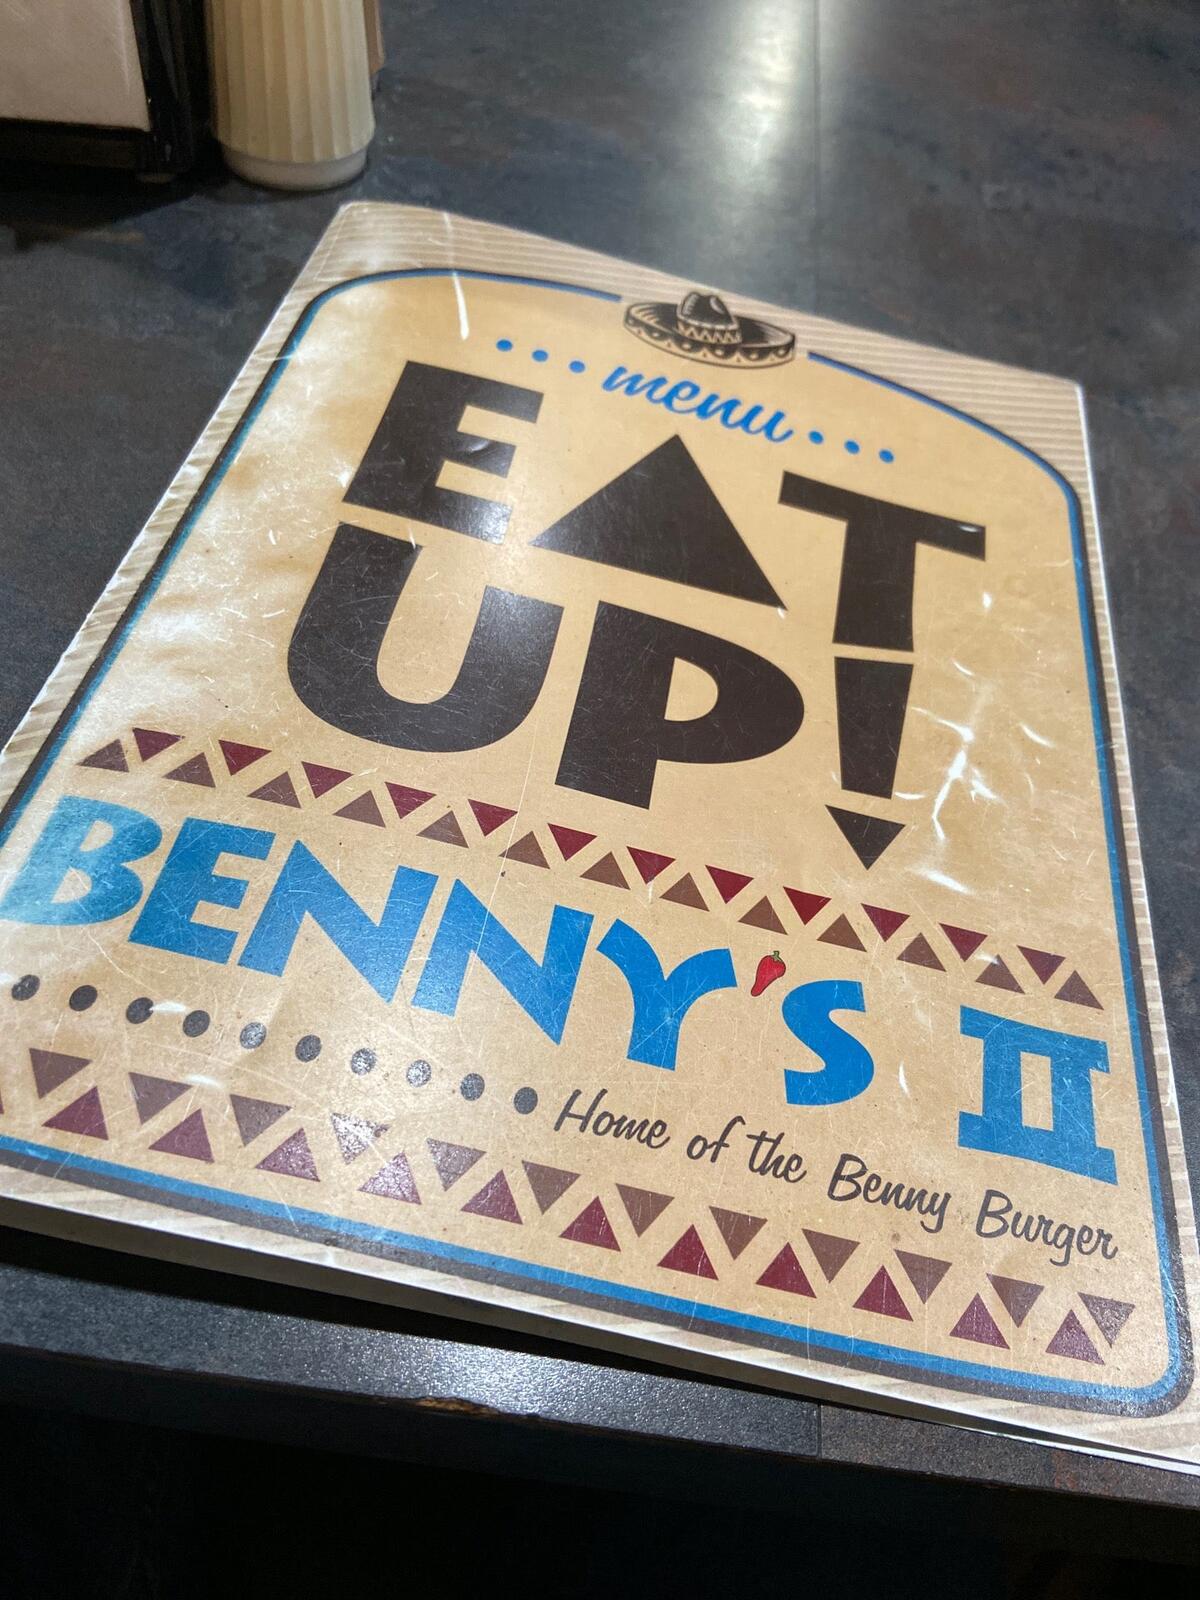 menu
EAT
UP!
BENNY'S II
Home of the Benny Burger